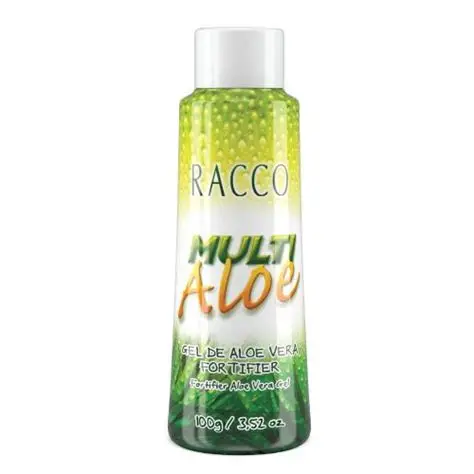 RACCO
MULTI
Aloe
GEL DE ALOE VERA
FORTIFIER
Fortifier Aloe Vera Gel
100g / 3,52 oz